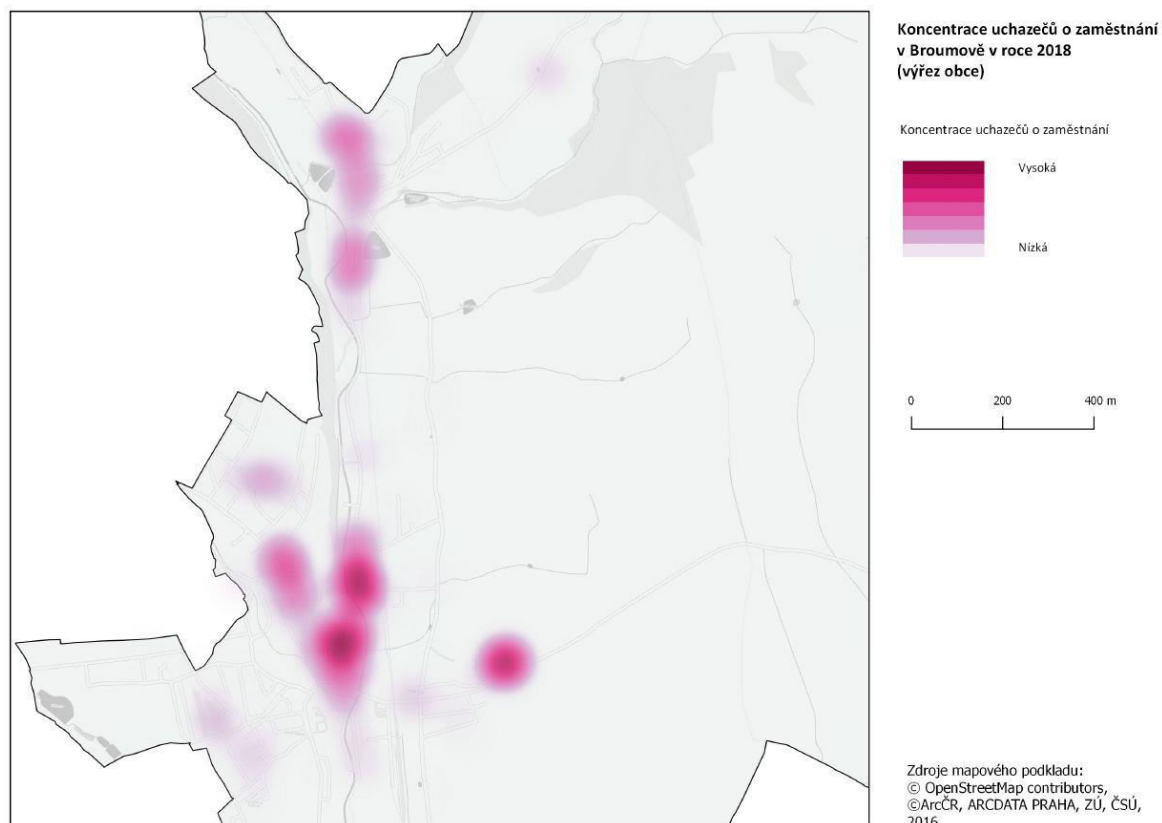 Koncentrace uchazečů o zaměstnání
v Broumově v roce 2018
(výřez obce)
Koncentrace uchazečů o zaměstnání
Vysoká
Nízká
0 200 400 m
Zdroje mapového podkladu:
© OpenStreetMap contributors,
©ArcČR, ARCDATA PRAHA, ZÚ, ČSÚ,
2016